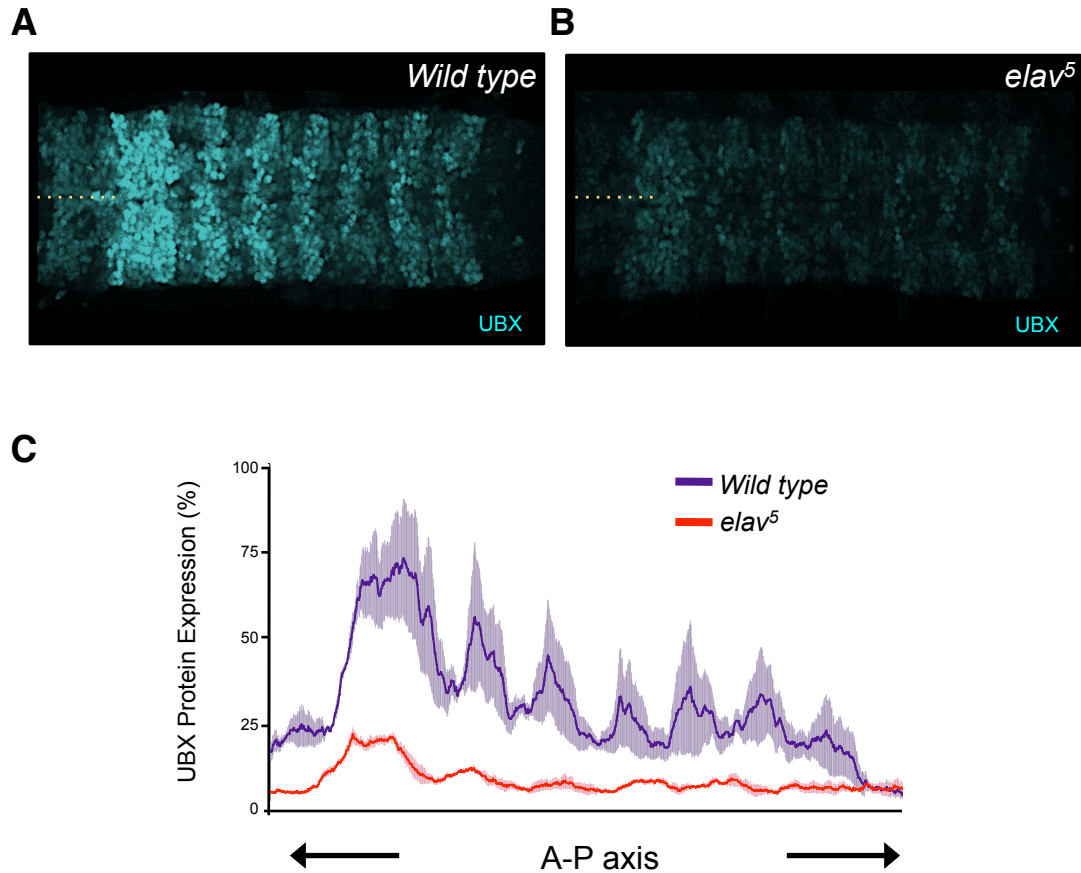 A
B
Wild type
elav⁵
UBX
UBX
C
100
75
50
25
0
UBX Protein Expression (%)
Wild type
elav⁵
A-P axis